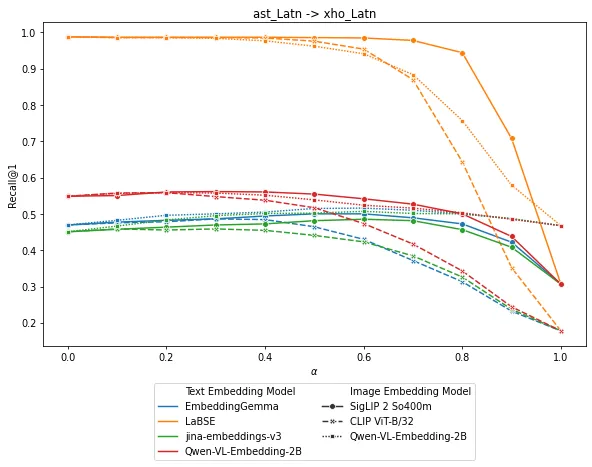 ast_Latn -> xho_Latn
1.0
0.9
0.8
0.7
0.6
0.5
0.4
0.3
0.2
Recall@1
0.0 0.2 0.4 0.6 0.8 1.0
α
Text Embedding Model Image Embedding Model
EmbeddingGemma SigLIP 2 So400m
LaBSE CLIP ViT-B/32
jina-embeddings-v3 Qwen-VL-Embedding-2B
Qwen-VL-Embedding-2B